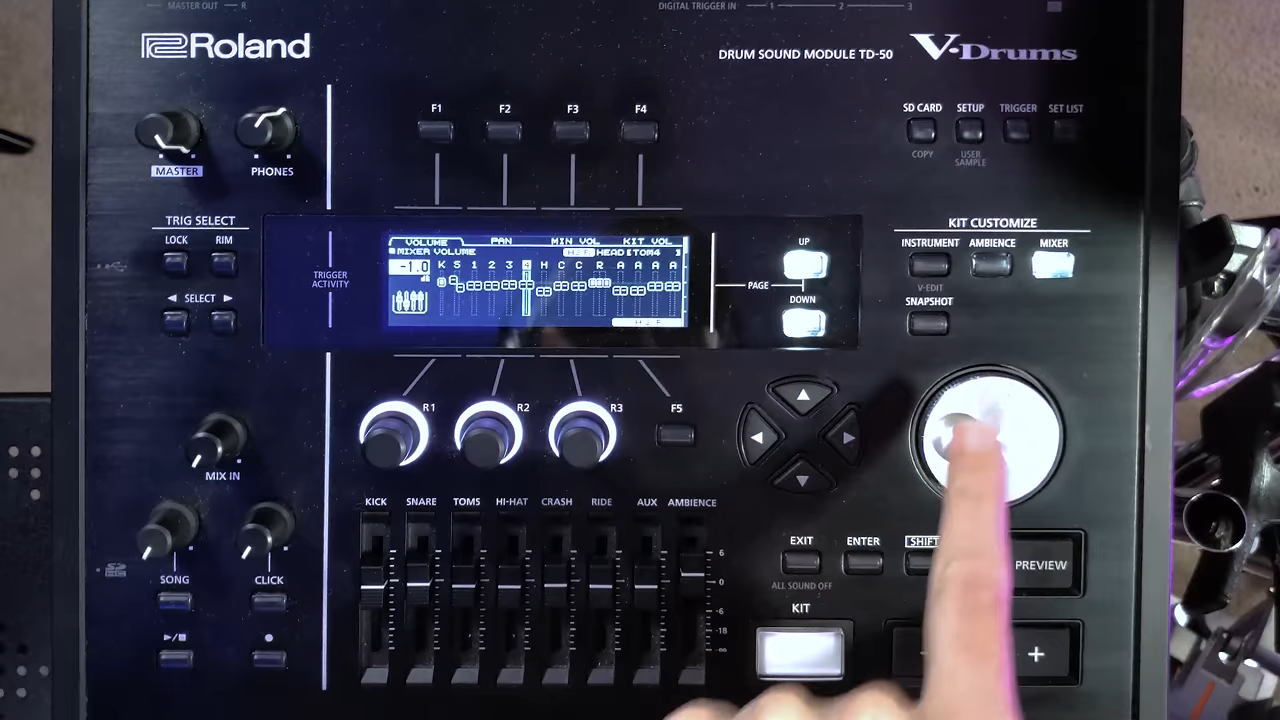 MASTER OUT R DIGITAL TRIGGER IN 1 2 3
Roland
DRUM SOUND MODULE TD-50 V-Drums
F1 F2 F3 F4
SD CARD SETUP TRIGGER SET LIST
COPY USER SAMPLE
MASTER PHONES
TRIG SELECT
LOCK RIM
KIT CUSTOMIZE
INSTRUMENT AMBIENCE MIXER
V-EDIT
SNAPSHOT
TRIGGER
ACTIVITY
VOLUME PAN MIN VOL KIT VOL
MIXER VOLUME HEAD TOM4
-1.0 K S 1 2 3 4 H C C R A A A A
dB
UP
PAGE
DOWN
◀ SELECT ▶
R1 R2 R3 F5
▲
◀ ▶
▼
MIX IN
KICK SNARE TOMS HI-HAT CRASH RIDE AUX AMBIENCE
6
0
-6
-18
-∞
EXIT ENTER SHIFT
ALL SOUND OFF
PREVIEW
SONG CLICK
KIT
▶/■ ●
- +